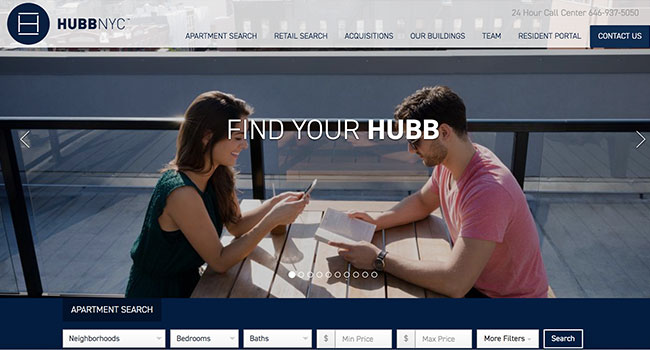 24 Hour Call Center 646-937-5050
HUBBNYC™
APARTMENT SEARCH RETAIL SEARCH ACQUISITIONS OUR BUILDINGS TEAM RESIDENT PORTAL CONTACT US
FIND YOUR HUBB
APARTMENT SEARCH
Neighborhoods Bedrooms Baths $ Min Price $ Max Price More Filters Search